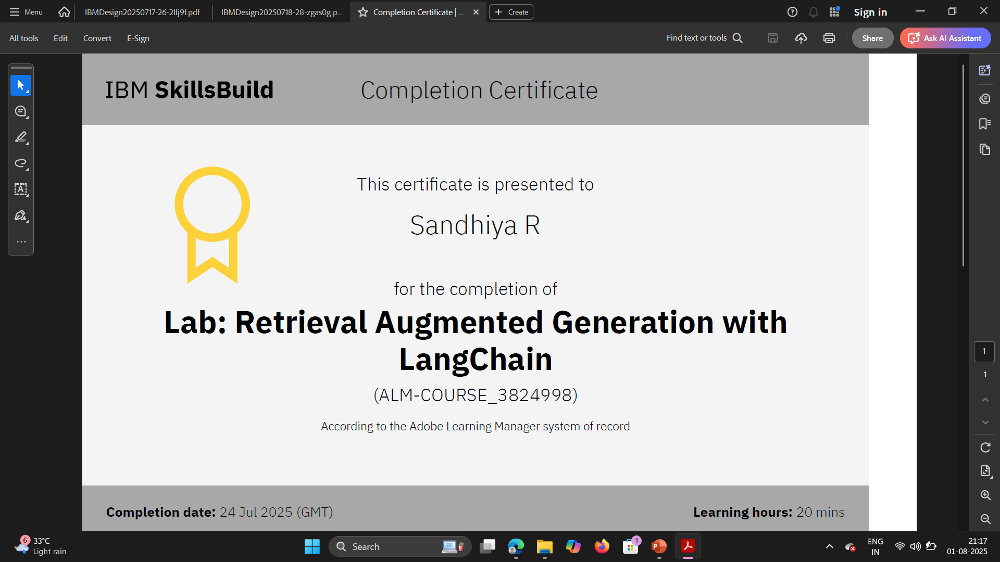 Menu
IBMDesign20250717-26-2llj9f.pdf
IBMDesign20250718-28-zgas0g.p...
Completion Certificate | ...
Create
Sign in
All tools
Edit
Convert
E-Sign
Find text or tools
Share
Ask AI Assistant
IBM SkillsBuild
Completion Certificate
This certificate is presented to
Sandhiya R
for the completion of
Lab: Retrieval Augmented Generation with
LangChain
(ALM-COURSE_3824998)
According to the Adobe Learning Manager system of record
Completion date: 24 Jul 2025 (GMT)
Learning hours: 20 mins
1
1
6
33°C
Light rain
Search
1
ENG
IN
21:17
01-08-2025